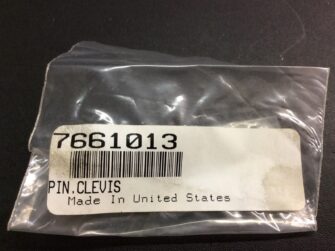 7661013
PIN.CLEVIS
Made In United States